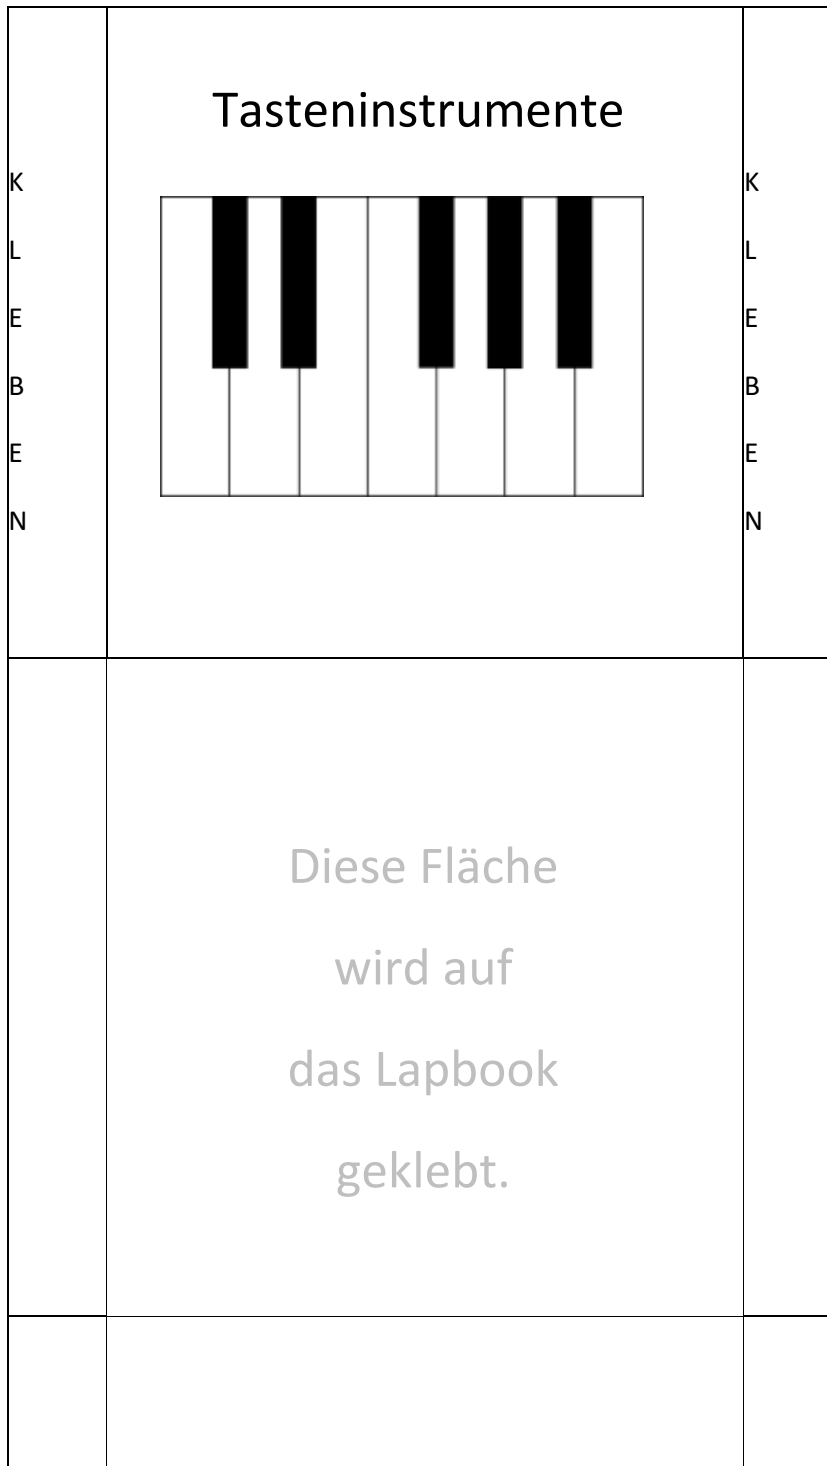 Tasteninstrumente
K
L
E
B
E
N
K
L
E
B
E
N
Diese Fläche
wird auf
das Lapbook
geklebt.